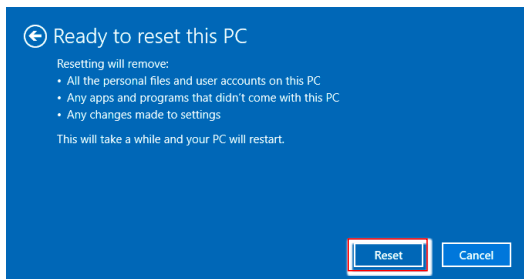 Ready to reset this PC
Resetting will remove:
• All the personal files and user accounts on this PC
• Any apps and programs that didn't come with this PC
• Any changes made to settings
This will take a while and your PC will restart.
Reset
Cancel